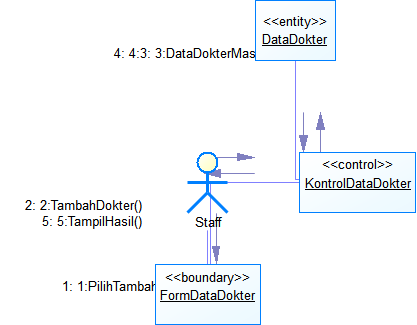 <<entity>>
DataDokter
4: 4:3: 3:DataDokterMas
<<control>>
KontrolDataDokter
2: 2:TambahDokter()
5: 5:TampilHasil()
Staff
<<boundary>>
1: 1:PilihTambah
FormDataDokter